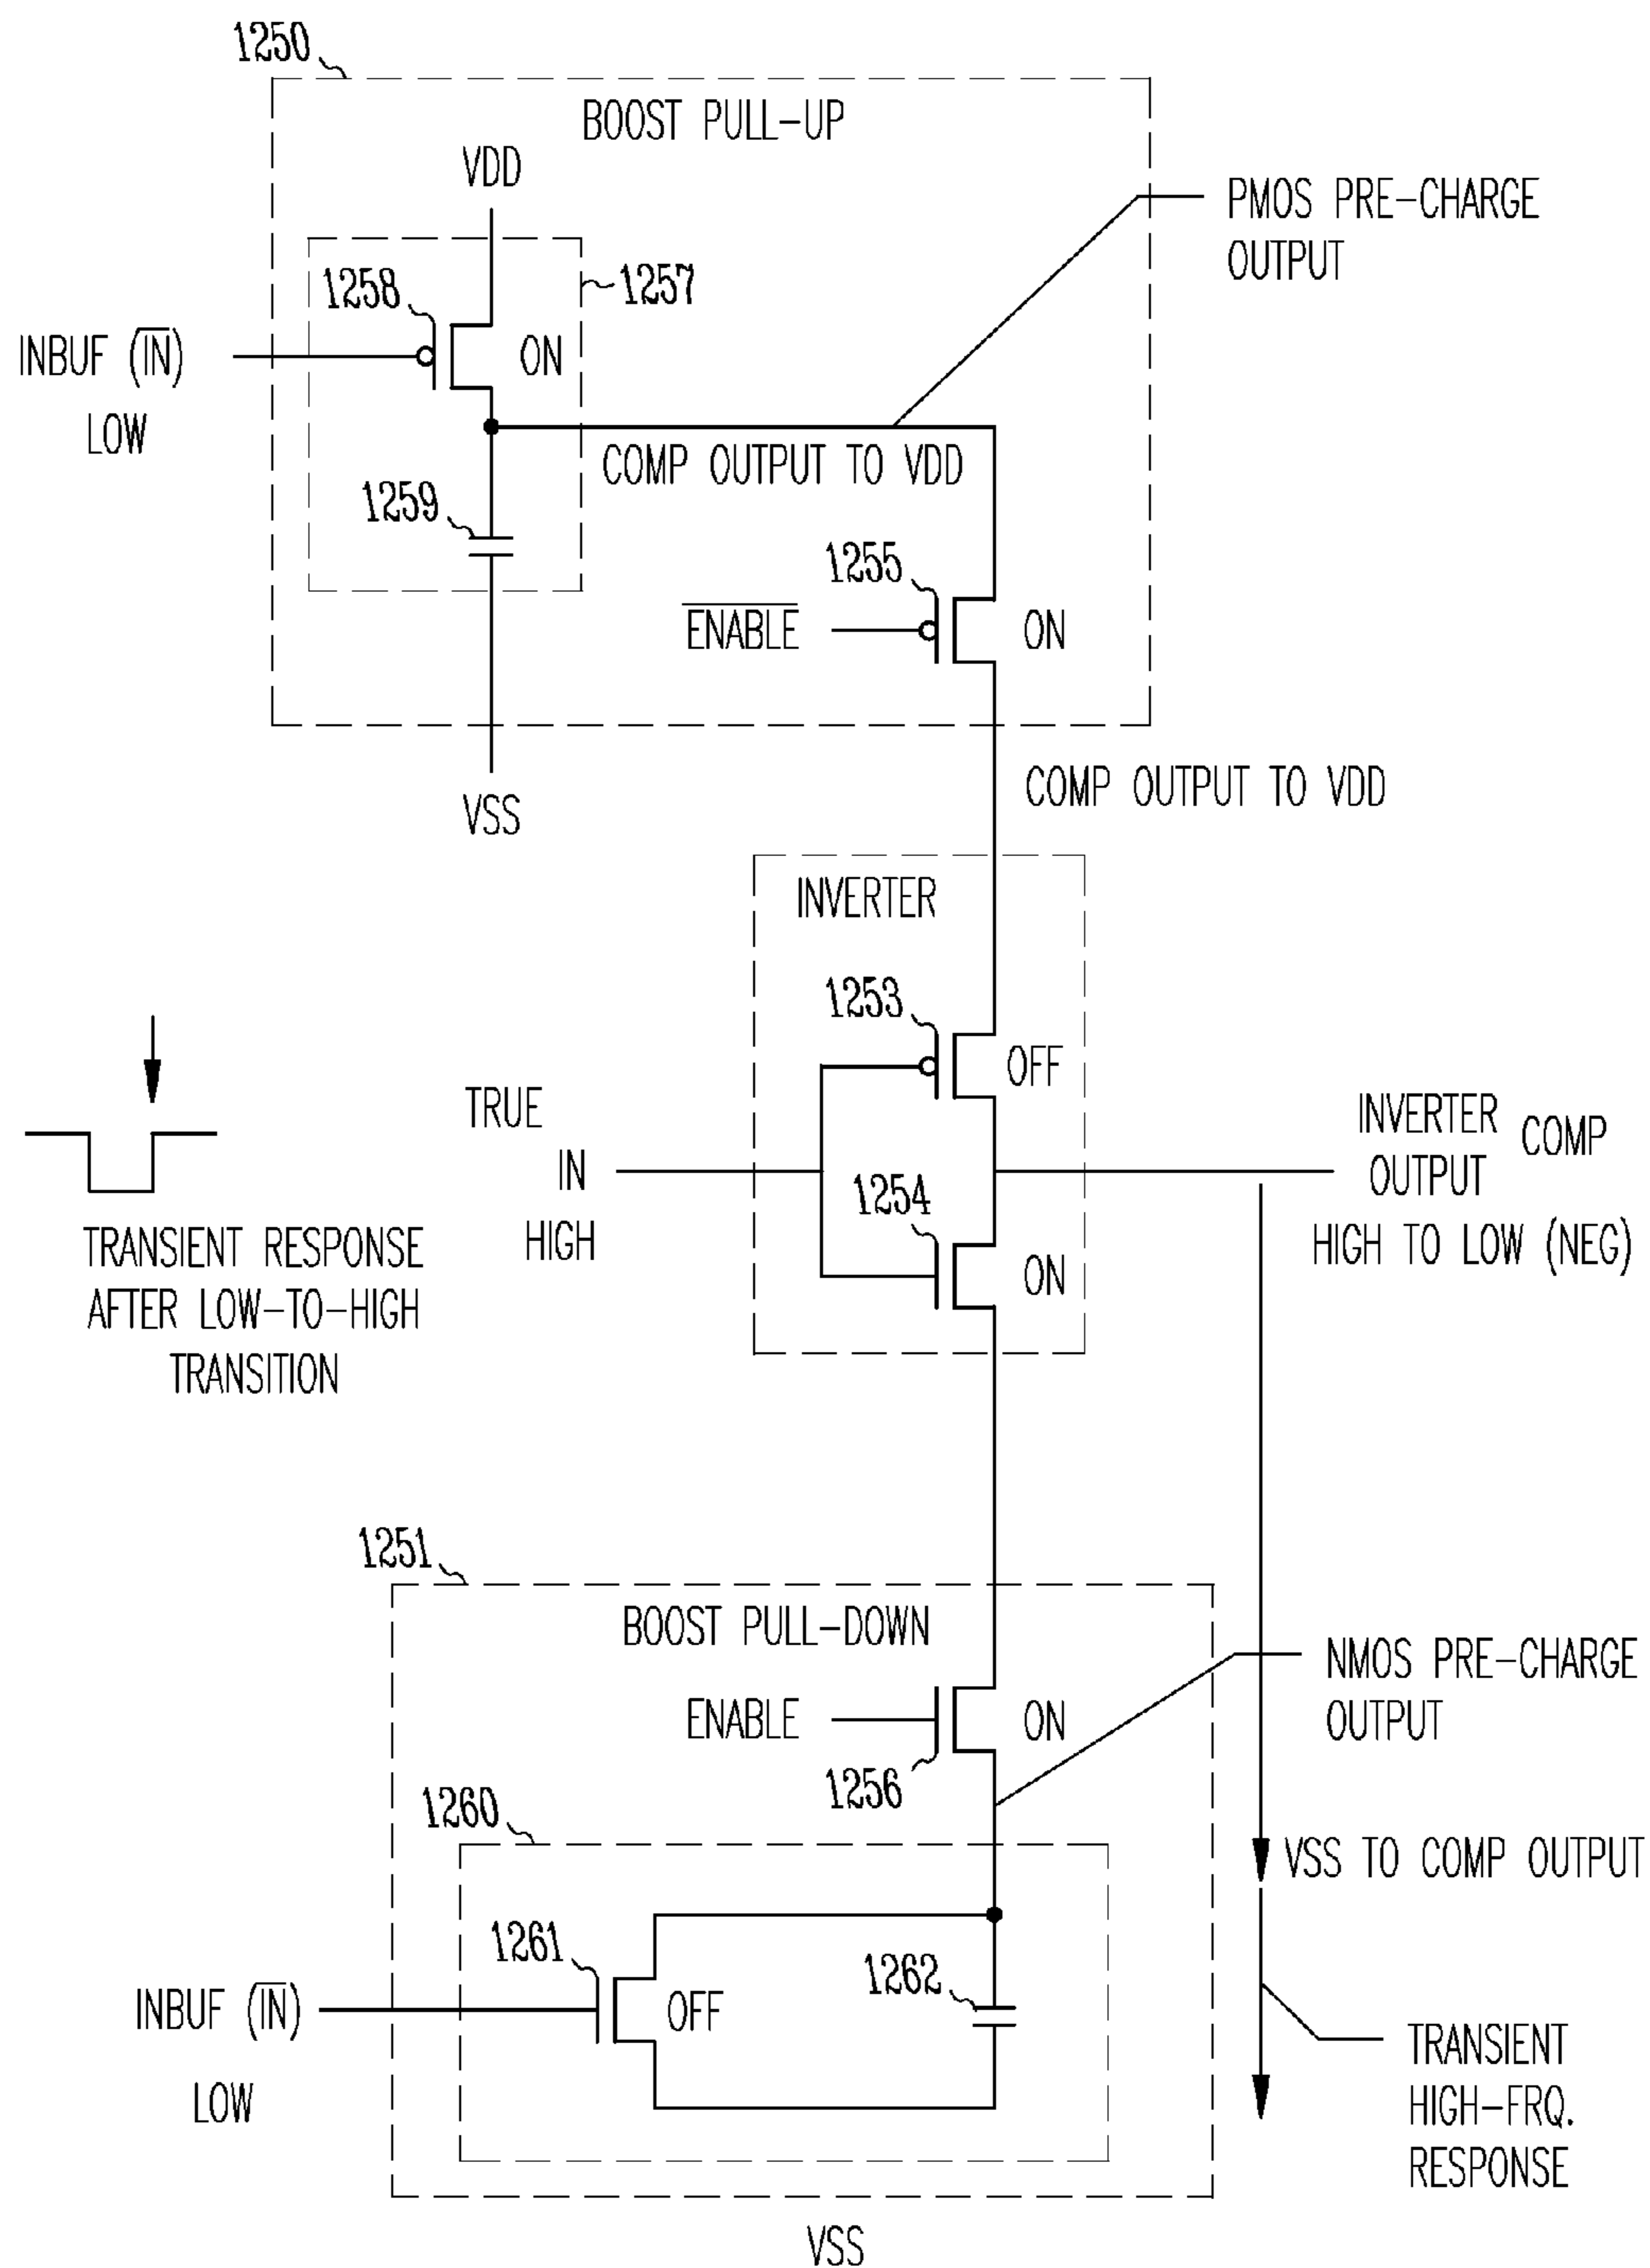 1250
BOOST PULL-UP
VDD
PMOS PRE-CHARGE
OUTPUT
1258
1257
INBUF (I̅N̅)
ON
LOW
COMP OUTPUT TO VDD
1259
1255
E̅N̅A̅B̅L̅E̅
ON
VSS
COMP OUTPUT TO VDD
INVERTER
1253
OFF
TRUE
IN
HIGH
1254
INVERTER
OUTPUT
COMP
HIGH TO LOW (NEG)
ON
TRANSIENT RESPONSE
AFTER LOW-TO-HIGH
TRANSITION
1251
BOOST PULL-DOWN
NMOS PRE-CHARGE
OUTPUT
ENABLE
ON
1256
1260
VSS TO COMP OUTPUT
1261
1262
INBUF (I̅N̅)
OFF
LOW
TRANSIENT
HIGH-FRQ.
RESPONSE
VSS